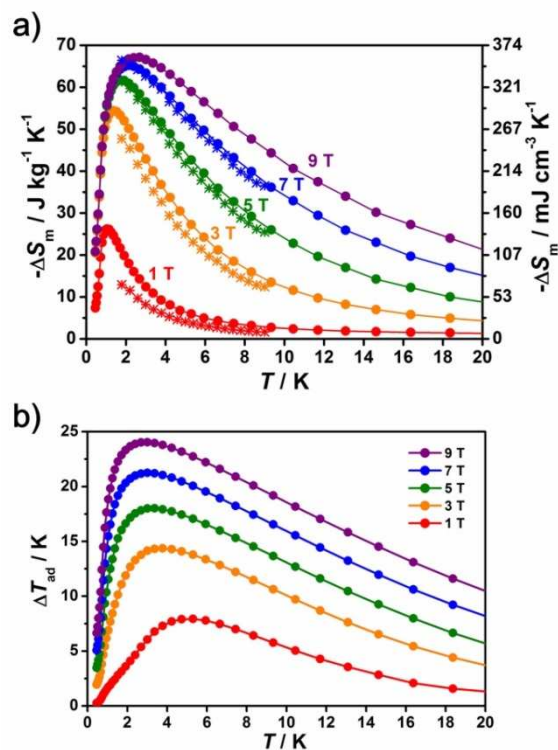 a)
70
60
50
40
30
20
10
0
-ΔSm / J kg-1 K-1
374
321
267
214
160
107
53
0
-ΔSm / mJ cm-3 K-1
9 T
7 T
5 T
3 T
1 T
0 2 4 6 8 10 12 14 16 18 20
T / K
b)
25
20
15
10
5
0
ΔTad / K
9 T
7 T
5 T
3 T
1 T
0 2 4 6 8 10 12 14 16 18 20
T / K